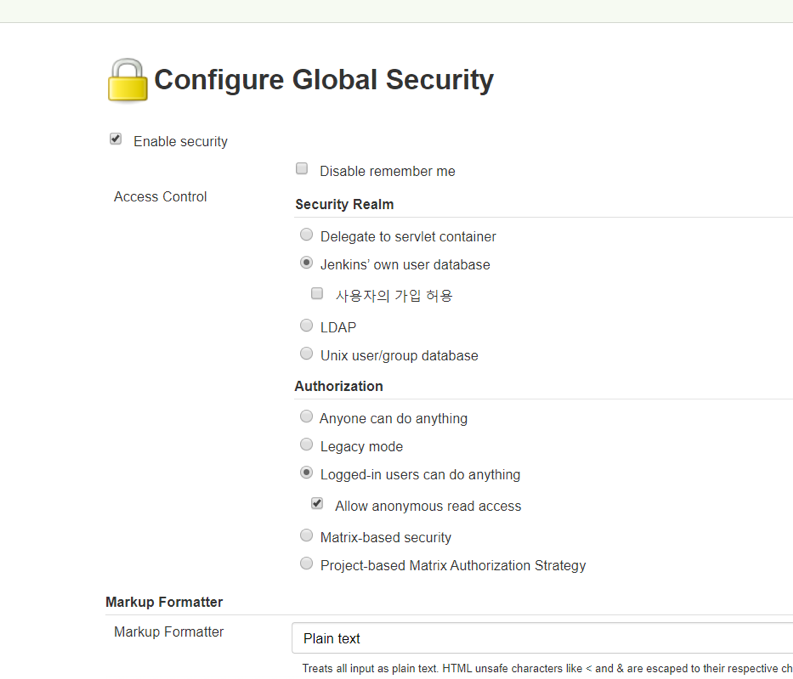 Configure Global Security
Enable security
Disable remember me
Access Control
Security Realm
Delegate to servlet container
Jenkins' own user database
사용자의 가입 허용
LDAP
Unix user/group database
Authorization
Anyone can do anything
Legacy mode
Logged-in users can do anything
Allow anonymous read access
Matrix-based security
Project-based Matrix Authorization Strategy
Markup Formatter
Markup Formatter
Plain text
Treats all input as plain text. HTML unsafe characters like < and & are escaped to their respective ch